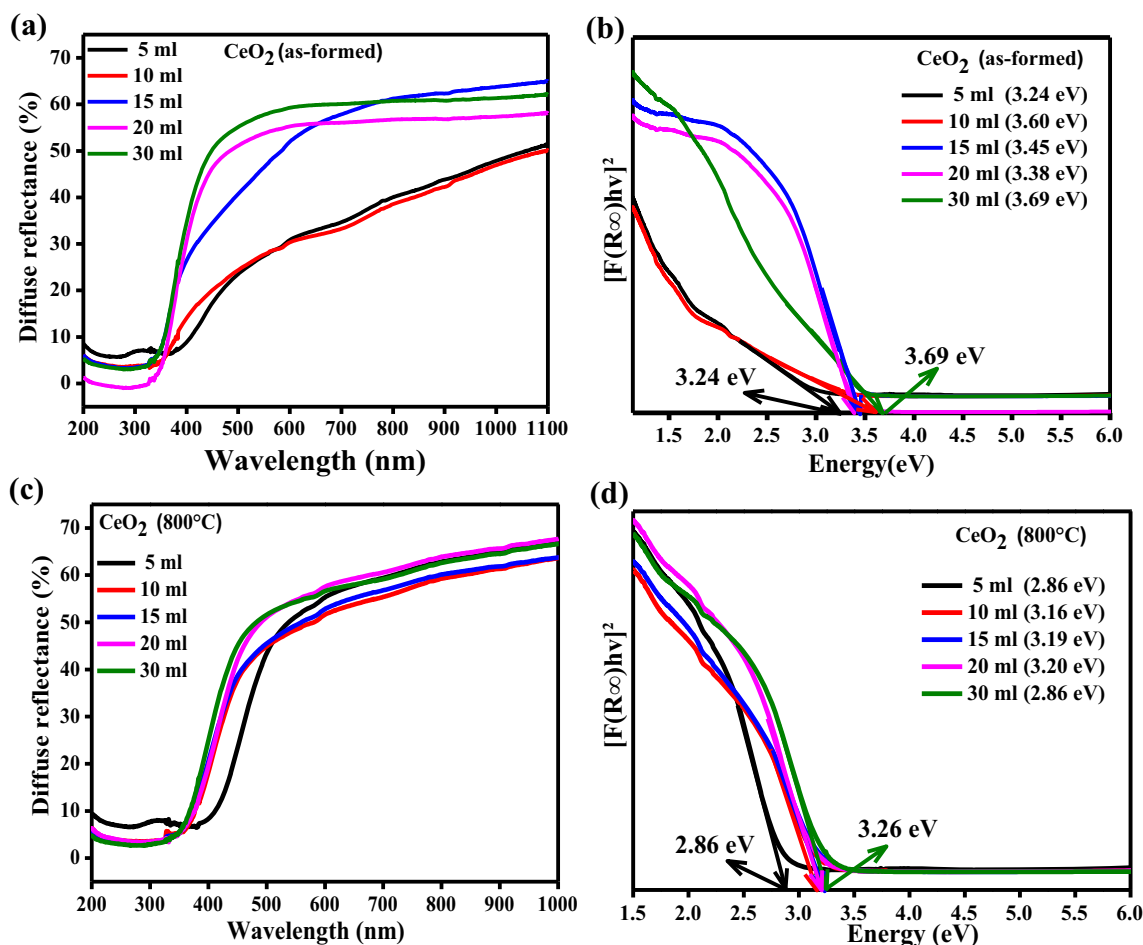 (a)
CeO2 (as-formed)
5 ml
10 ml
15 ml
20 ml
30 ml
70
60
50
40
30
20
10
0
Diffuse reflectance (%)
200 300 400 500 600 700 800 900 1000 1100
Wavelength (nm)
(b)
CeO2 (as-formed)
5 ml (3.24 eV)
10 ml (3.60 eV)
15 ml (3.45 eV)
20 ml (3.38 eV)
30 ml (3.69 eV)
[F(R∞)hν]²
3.69 eV
3.24 eV
1.5 2.0 2.5 3.0 3.5 4.0 4.5 5.0 5.5 6.0
Energy(eV)
(c)
CeO2 (800°C)
5 ml
10 ml
15 ml
20 ml
30 ml
70
60
50
40
30
20
10
0
Diffuse reflectance (%)
200 300 400 500 600 700 800 900 1000
Wavelength (nm)
(d)
CeO2 (800°C)
5 ml (2.86 eV)
10 ml (3.16 eV)
15 ml (3.19 eV)
20 ml (3.20 eV)
30 ml (2.86 eV)
[F(R∞)hν]²
3.26 eV
2.86 eV
1.5 2.0 2.5 3.0 3.5 4.0 4.5 5.0 5.5 6.0
Energy (eV)